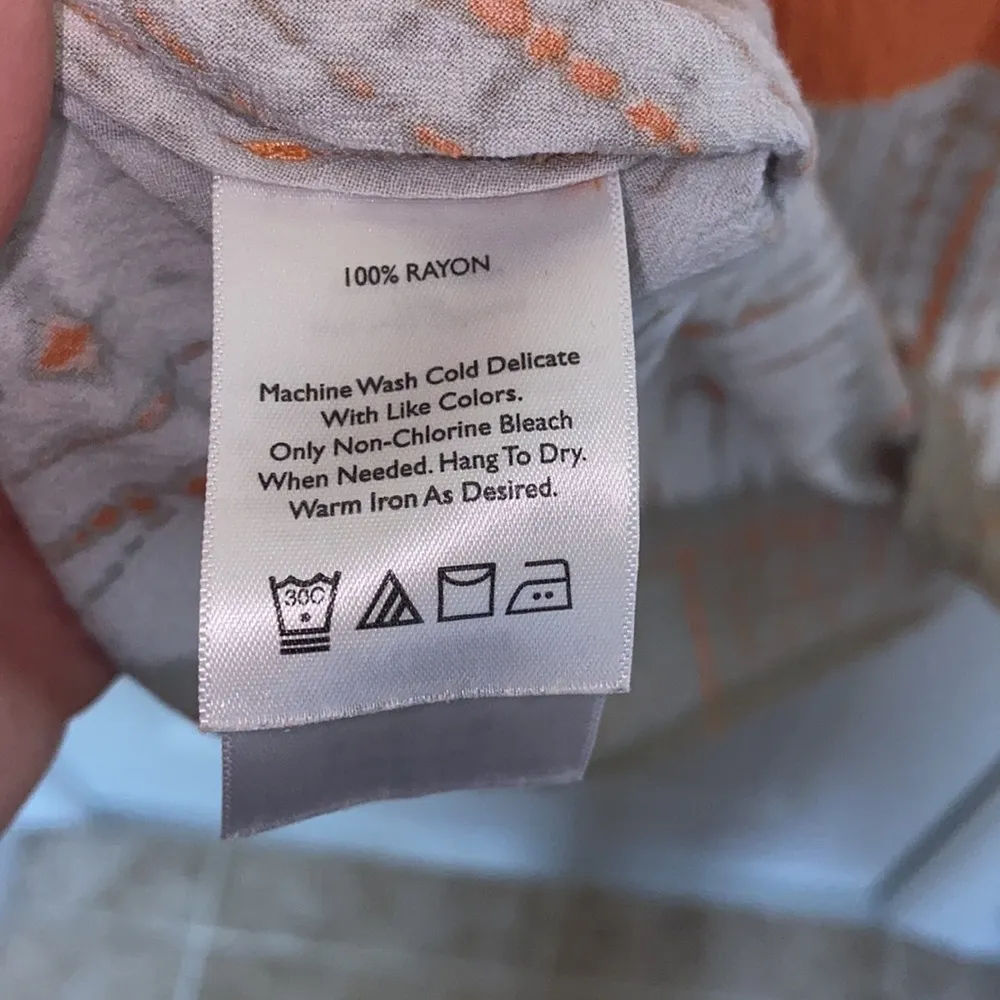 100% RAYON
Machine Wash Cold Delicate
With Like Colors.
Only Non-Chlorine Bleach
When Needed. Hang To Dry.
Warm Iron As Desired.
30C